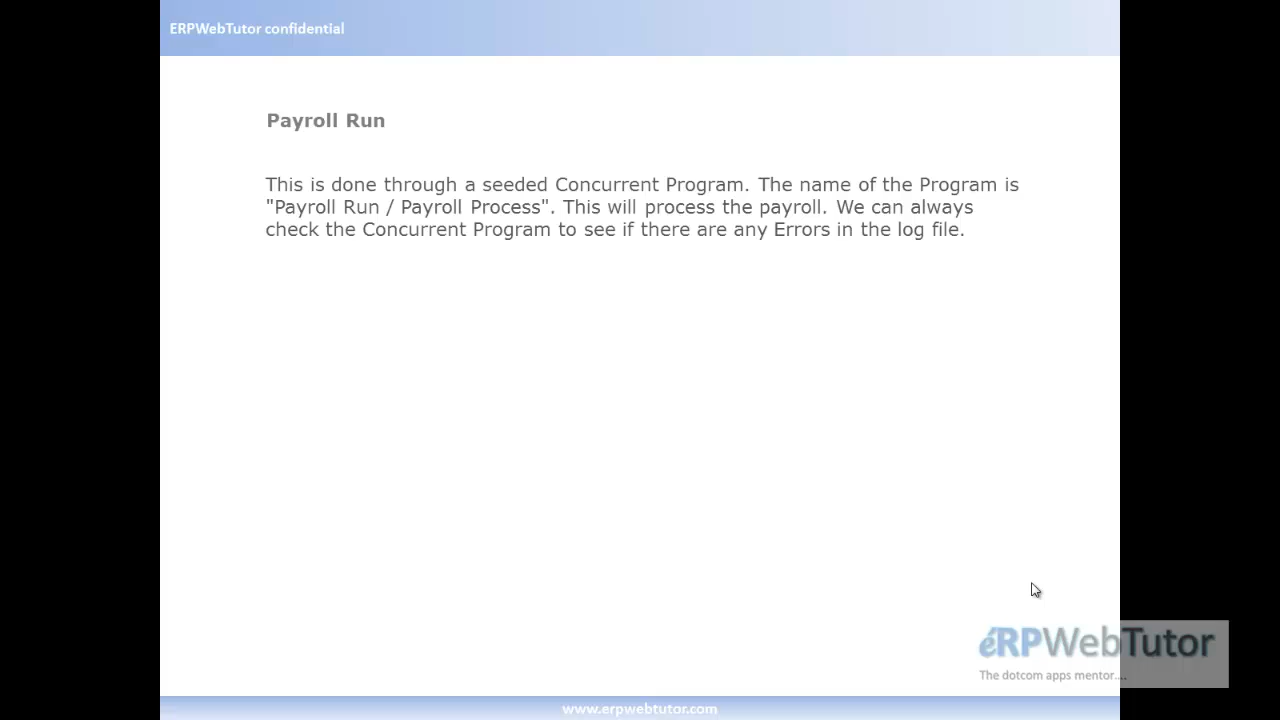 ERPWebTutor confidential
Payroll Run
This is done through a seeded Concurrent Program. The name of the Program is
"Payroll Run / Payroll Process". This will process the payroll. We can always
check the Concurrent Program to see if there are any Errors in the log file.
eRPWebTutor
The dotcom apps mentor....
www.erpwebtutor.com